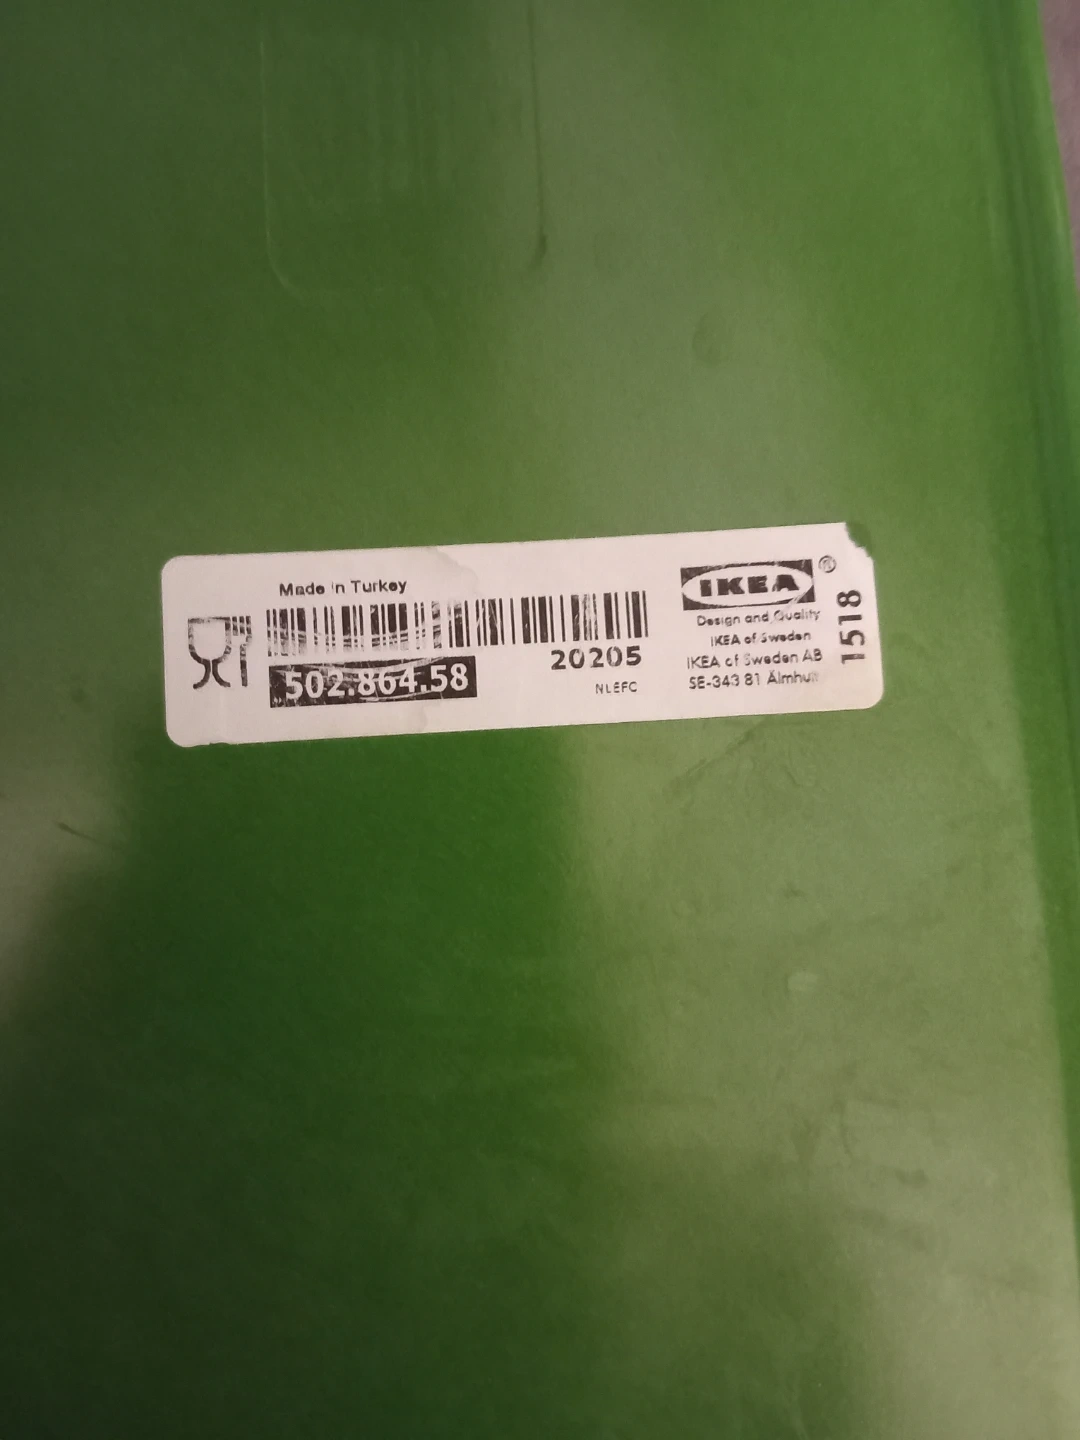 Made in Turkey
502.864.58
20205
NLEFC
IKEA®
Design and Quality
IKEA of Sweden
IKEA of Sweden AB
SE-343 81 Älmhult
1518